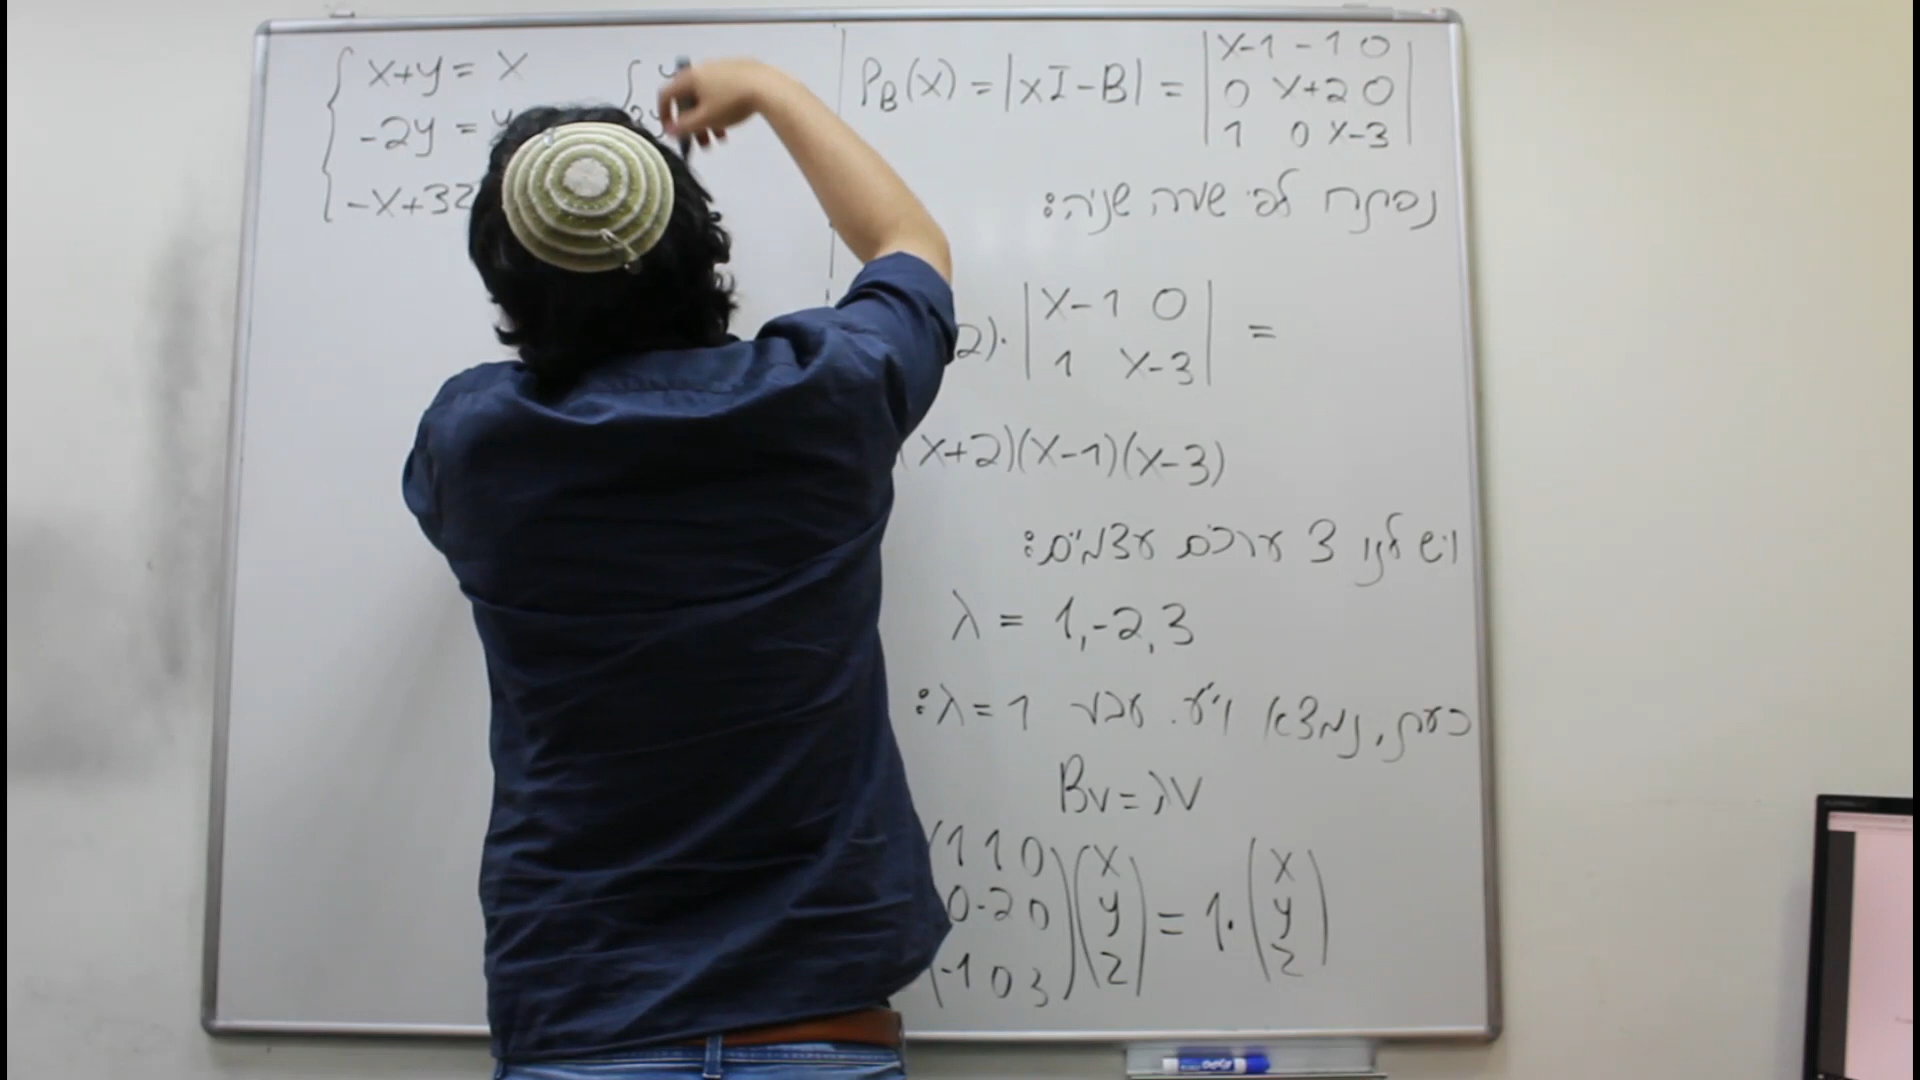 P_B(x) = |xI-B| = | x-1 -1 0 |
| 0 x+2 0 |
| 1 0 x-3 |
נפתח לפי שורה שניה:
2)· | x-1 0 | =
| 1 x-3 |
(x+2)(x-1)(x-3)
ויש לנו 3 ערכים עצמיים:
λ = 1,-2,3
כעת, נמצא ו"ע. עבור λ=1:
Bv=λv
(1 1 0) (x) = 1· (x)
(0 -2 0) (y) (y)
(-1 0 3) (z) (z)
{ x+y = x
-2y = y
-x+3z